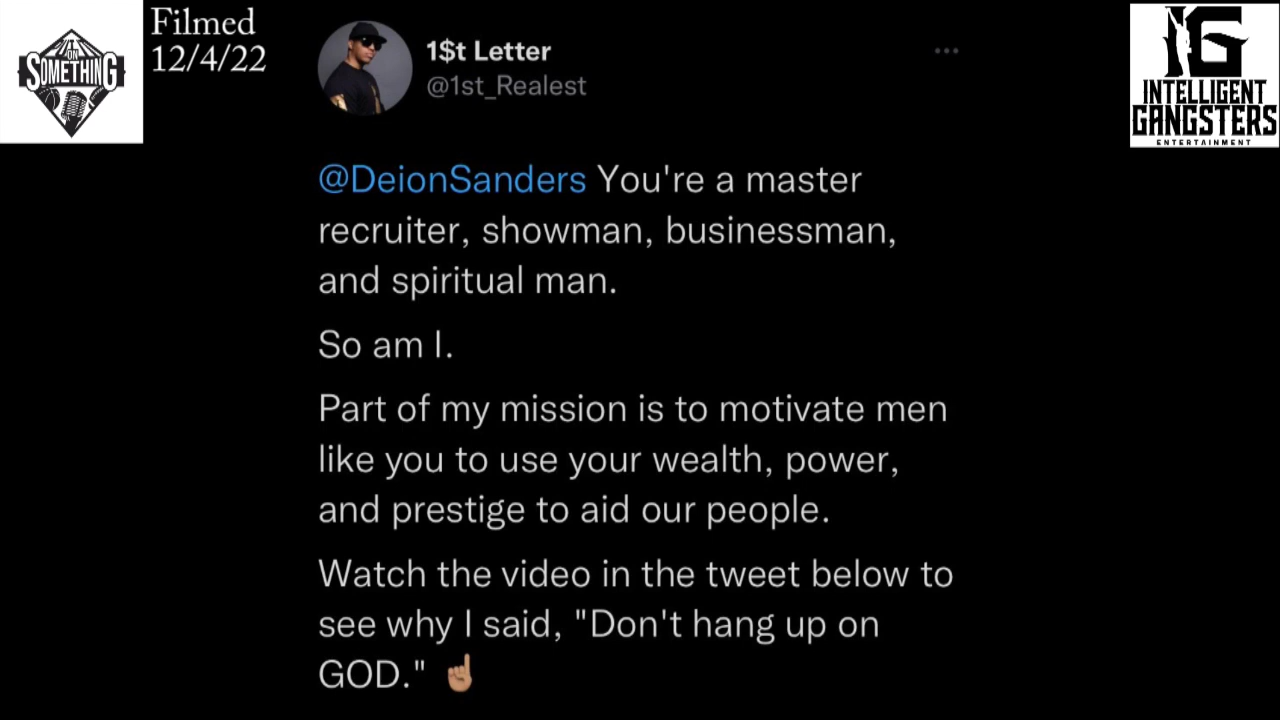 Filmed
12/4/22
I'M ON
SOMETHING
1$t Letter
@1st_Realest
IG
INTELLIGENT
GANGSTERS
ENTERTAINMENT
@DeionSanders You're a master
recruiter, showman, businessman,
and spiritual man.
So am I.
Part of my mission is to motivate men
like you to use your wealth, power,
and prestige to aid our people.
Watch the video in the tweet below to
see why I said, "Don't hang up on
GOD." ☝🏽